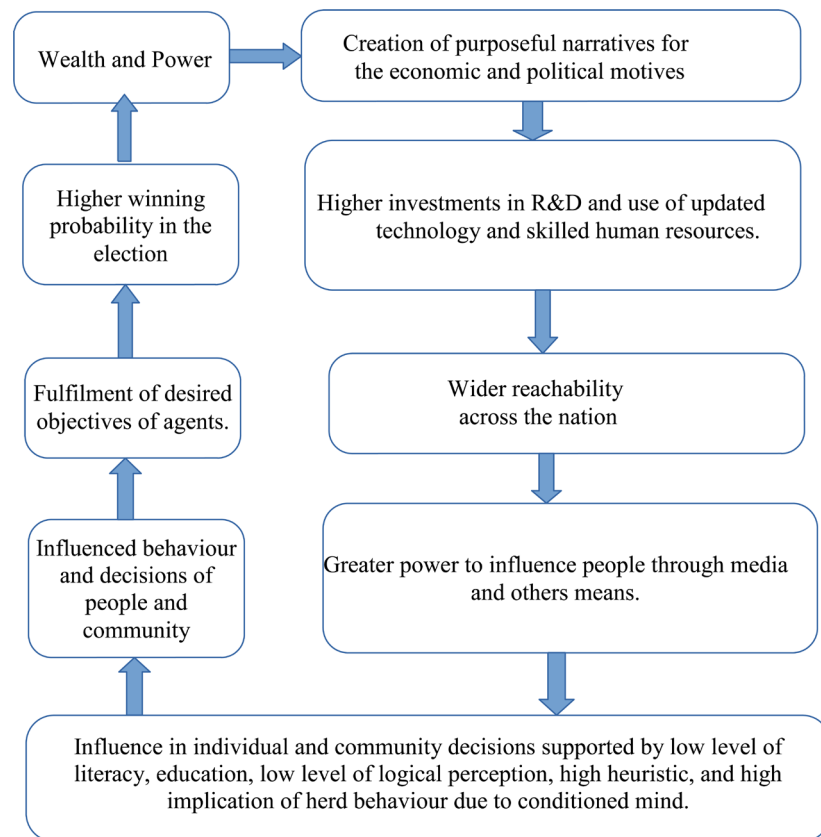 Wealth and Power
Creation of purposeful narratives for
the economic and political motives
Higher investments in R&D and use of updated
technology and skilled human resources.
Wider reachability
across the nation
Greater power to influence people through media
and others means.
Influence in individual and community decisions supported by low level of
literacy, education, low level of logical perception, high heuristic, and high
implication of herd behaviour due to conditioned mind.
Influenced behaviour
and decisions of
people and
community
Fulfilment of desired
objectives of agents.
Higher winning
probability in the
election